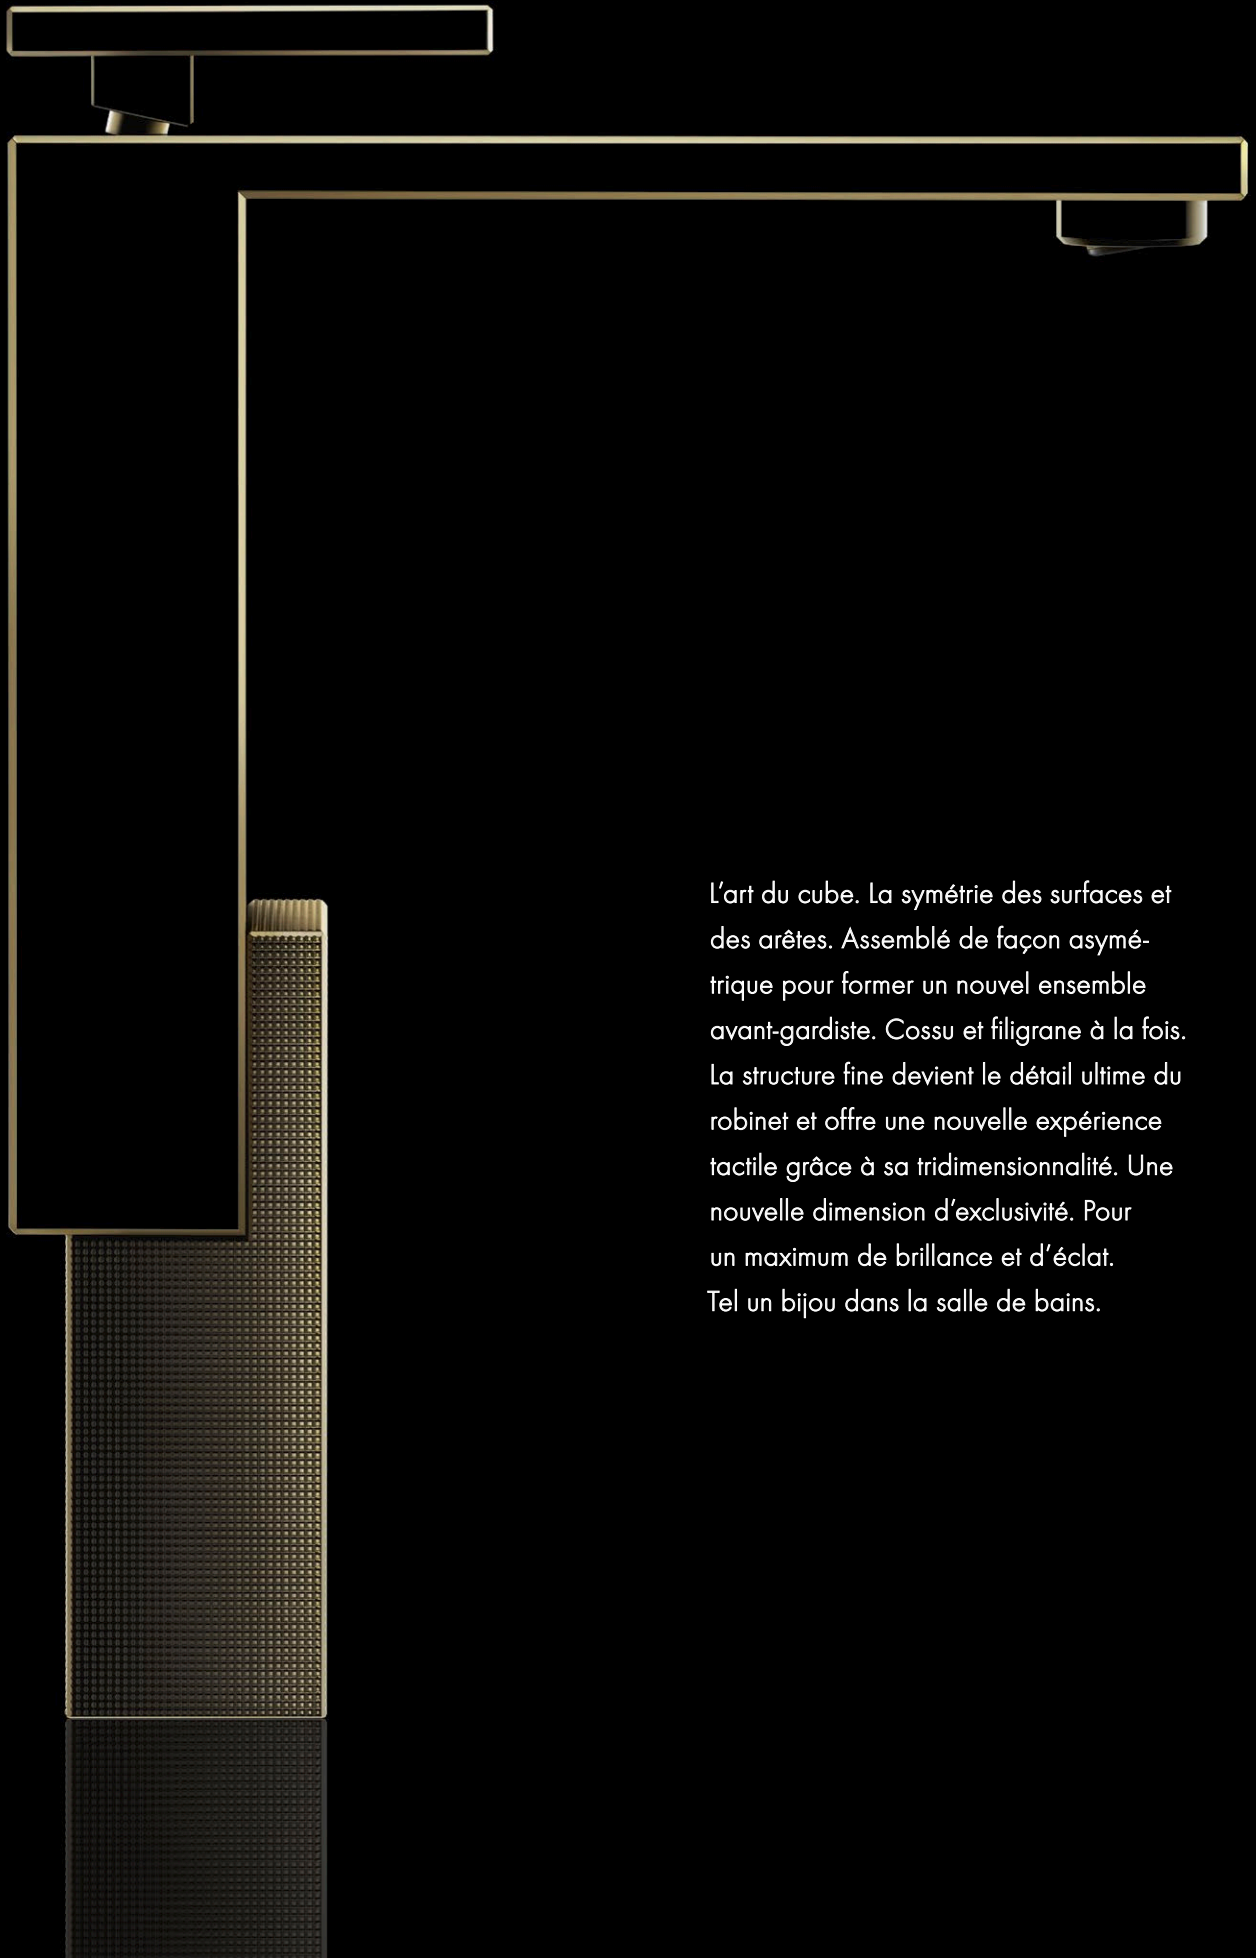 L’art du cube. La symétrie des surfaces et
des arêtes. Assemblé de façon asymé-
trique pour former un nouvel ensemble
avant-gardiste. Cossu et filigrane à la fois.
La structure fine devient le détail ultime du
robinet et offre une nouvelle expérience
tactile grâce à sa tridimensionnalité. Une
nouvelle dimension d’exclusivité. Pour
un maximum de brillance et d’éclat.
Tel un bijou dans la salle de bains.